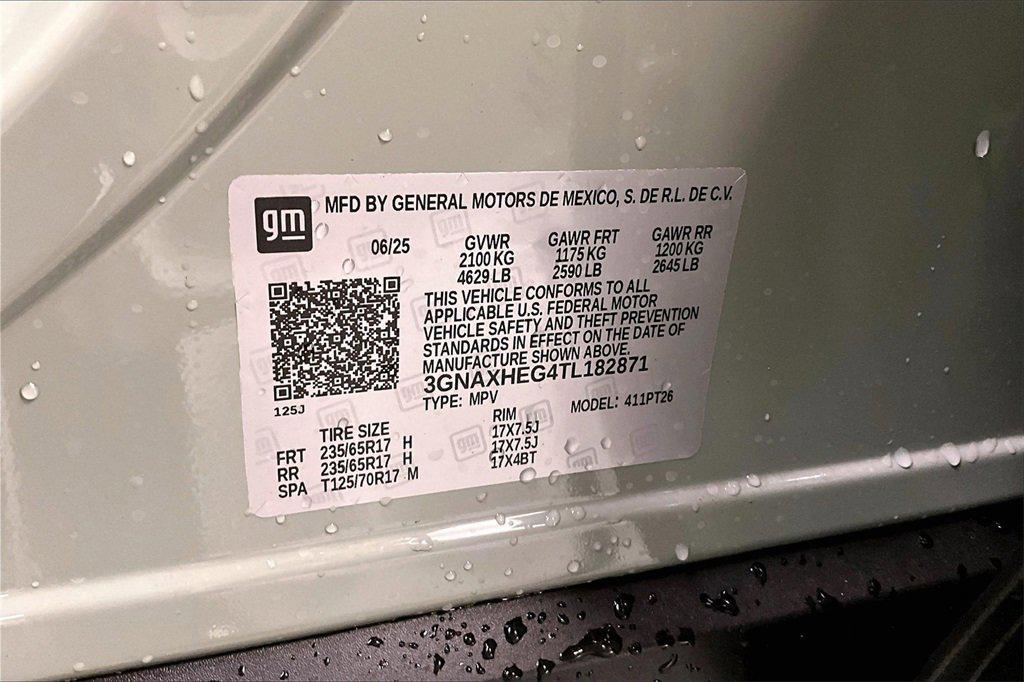 gm
MFD BY GENERAL MOTORS DE MEXICO, S. DE R.L. DE C.V.
06/25 GVWR GAWR FRT GAWR RR
2100 KG 1175 KG 1200 KG
4629 LB 2590 LB 2645 LB
THIS VEHICLE CONFORMS TO ALL
APPLICABLE U.S. FEDERAL MOTOR
VEHICLE SAFETY AND THEFT PREVENTION
STANDARDS IN EFFECT ON THE DATE OF
MANUFACTURE SHOWN ABOVE.
3GNAXHEG4TL182871
TYPE: MPV MODEL: 411PT26
125J
TIRE SIZE RIM
FRT 235/65R17 H 17X7.5J
RR 235/65R17 H 17X7.5J
SPA T125/70R17 M 17X4BT